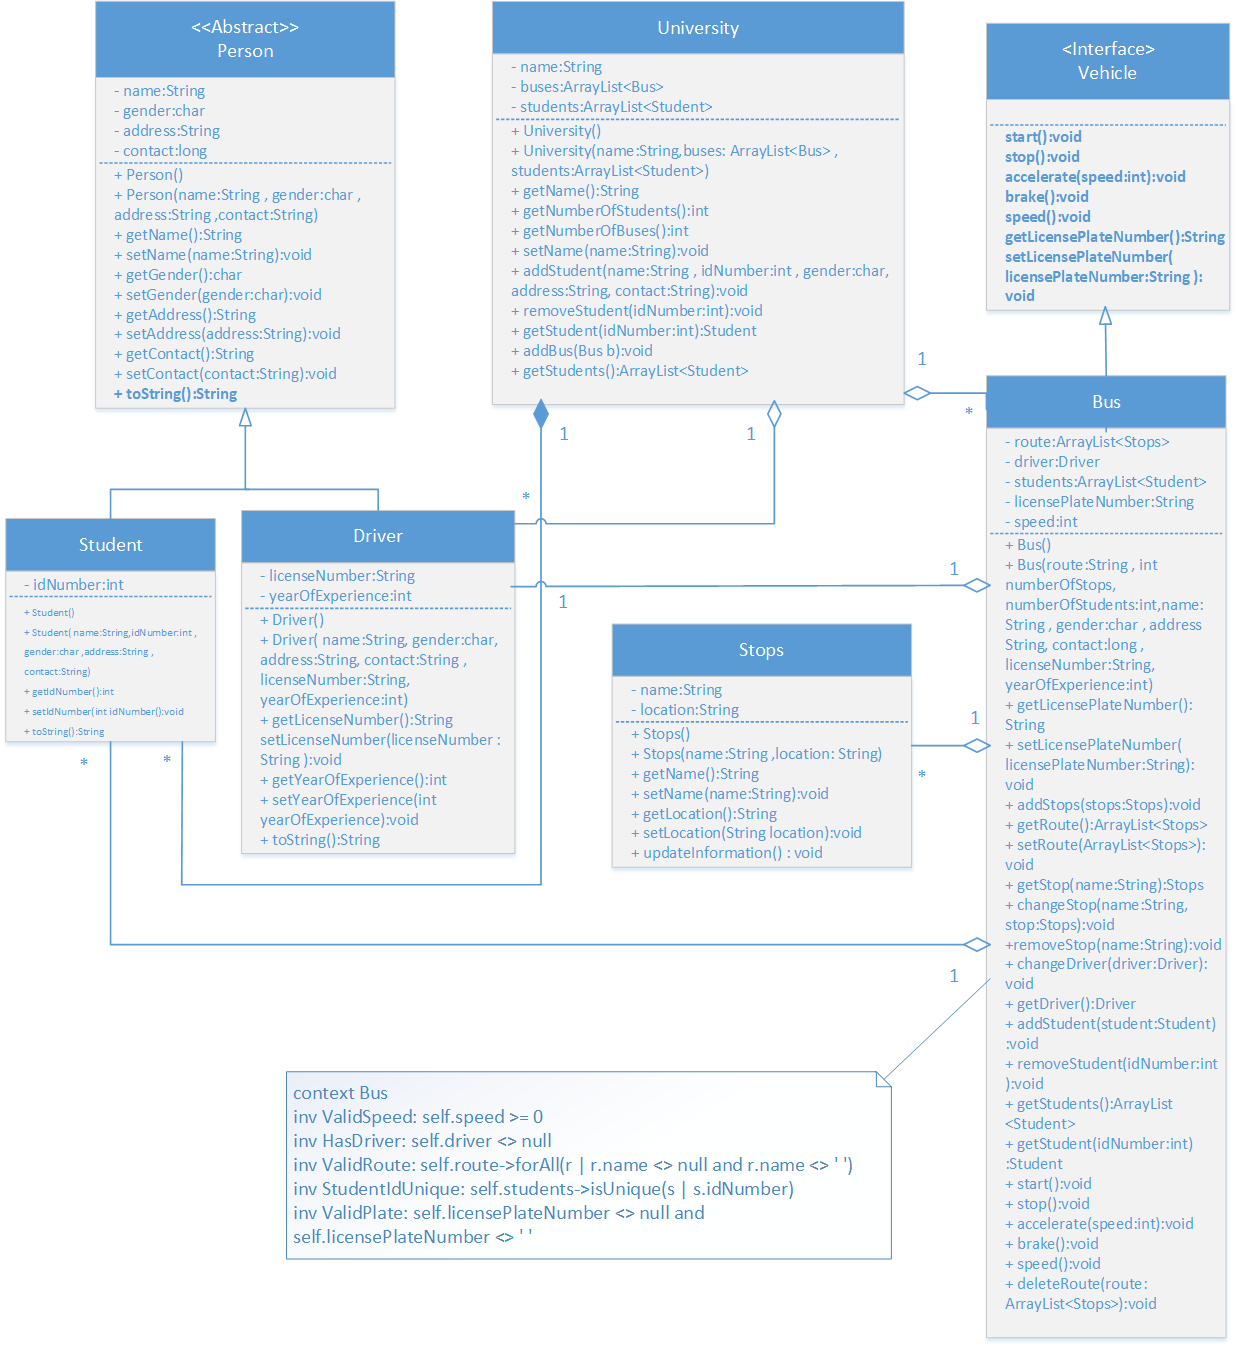 <<Abstract>>
Person
- name:String
- gender:char
- address:String
- contact:long
+ Person()
+ Person(name:String , gender:char ,
address:String ,contact:String)
+ getName():String
+ setName(name:String):void
+ getGender():char
+ setGender(gender:char):void
+ getAddress():String
+ setAddress(address:String):void
+ getContact():String
+ setContact(contact:String):void
+ toString():String
University
- name:String
- buses:ArrayList<Bus>
- students:ArrayList<Student>
+ University()
+ University(name:String,buses: ArrayList<Bus> ,
students:ArrayList<Student>)
+ getName():String
+ getNumberOfStudents():int
+ getNumberOfBuses():int
+ setName(name:String):void
+ addStudent(name:String , idNumber:int , gender:char,
address:String, contact:String):void
+ removeStudent(idNumber:int):void
+ getStudent(idNumber:int):Student
+ addBus(Bus b):void
+ getStudents():ArrayList<Student>
<Interface>
Vehicle
start():void
stop():void
accelerate(speed:int):void
brake():void
speed():void
getLicensePlateNumber():String
setLicensePlateNumber(
licensePlateNumber:String ):
void
1
*
1
1
*
Student
- idNumber:int
+ Student()
+ Student( name:String,idNumber:int ,
gender:char ,address:String ,
contact:String)
+ getIdNumber():int
+ setIdNumber(int idNumber():void
+ toString():String
*
*
Driver
- licenseNumber:String
- yearOfExperience:int
+ Driver()
+ Driver( name:String, gender:char,
address:String, contact:String ,
licenseNumber:String,
yearOfExperience:int)
+ getLicenseNumber():String
setLicenseNumber(licenseNumber :
String ):void
+ getYearOfExperience():int
+ setYearOfExperience(int
yearOfExperience):void
+ toString():String
1
1
Stops
- name:String
- location:String
+ Stops()
+ Stops(name:String ,location: String)
+ getName():String
+ setName(name:String):void
+ getLocation():String
+ setLocation(String location):void
+ updateInformation() : void
1
*
1
Bus
- route:ArrayList<Stops>
- driver:Driver
- students:ArrayList<Student>
- licensePlateNumber:String
- speed:int
+ Bus()
+ Bus(route:String , int
numberOfStops,
numberOfStudents:int,name:
String , gender:char , address
String, contact:long ,
licenseNumber:String,
yearOfExperience:int)
+ getLicensePlateNumber():
String
+ setLicensePlateNumber(
licensePlateNumber:String):
void
+ addStops(stops:Stops):void
+ getRoute():ArrayList<Stops>
+ setRoute(ArrayList<Stops>):
void
+ getStop(name:String):Stops
+ changeStop(name:String,
stop:Stops):void
+removeStop(name:String):void
+ changeDriver(driver:Driver):
void
+ getDriver():Driver
+ addStudent(student:Student)
:void
+ removeStudent(idNumber:int
):void
+ getStudents():ArrayList
<Student>
+ getStudent(idNumber:int)
:Student
+ start():void
+ stop():void
+ accelerate(speed:int):void
+ brake():void
+ speed():void
+ deleteRoute(route:
ArrayList<Stops>):void
context Bus
inv ValidSpeed: self.speed >= 0
inv HasDriver: self.driver <> null
inv ValidRoute: self.route->forAll(r | r.name <> null and r.name <> ' ')
inv StudentIdUnique: self.students->isUnique(s | s.idNumber)
inv ValidPlate: self.licensePlateNumber <> null and
self.licensePlateNumber <> ' '